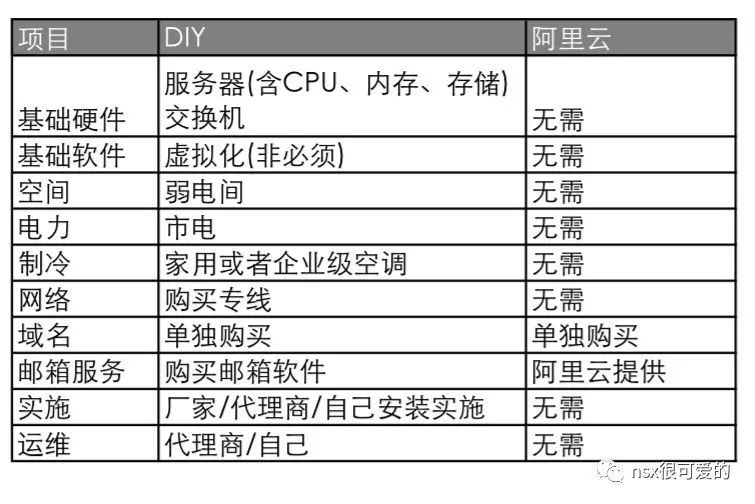 项目 DIY 阿里云
服务器(含CPU、内存、存储)
基础硬件 交换机 无需
基础软件 虚拟化(非必须) 无需
空间 弱电间 无需
电力 市电 无需
制冷 家用或者企业级空调 无需
网络 购买专线 无需
域名 单独购买 单独购买
邮箱服务 购买邮箱软件 阿里云提供
实施 厂家/代理商/自己安装实施 无需
运维 代理商/自己 无需
nsx很可爱的